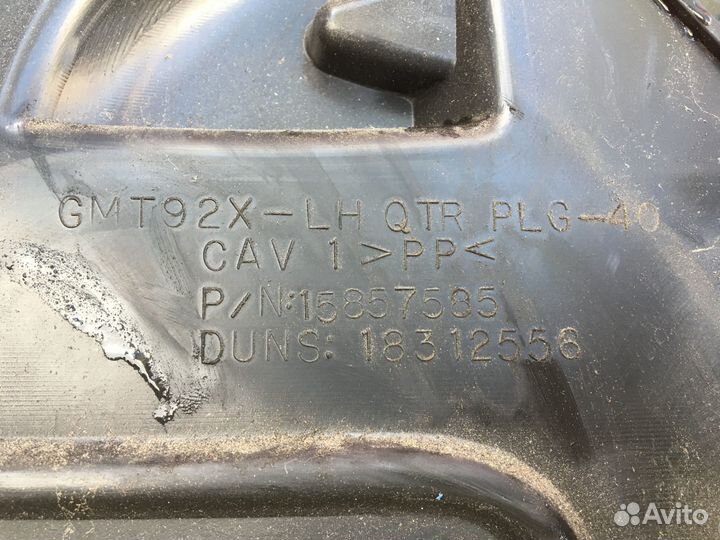 GMT92X-LH QTR PLG-40
CAV 1 >PP<
P/N:15857585
DUNS: 18312556
Avito